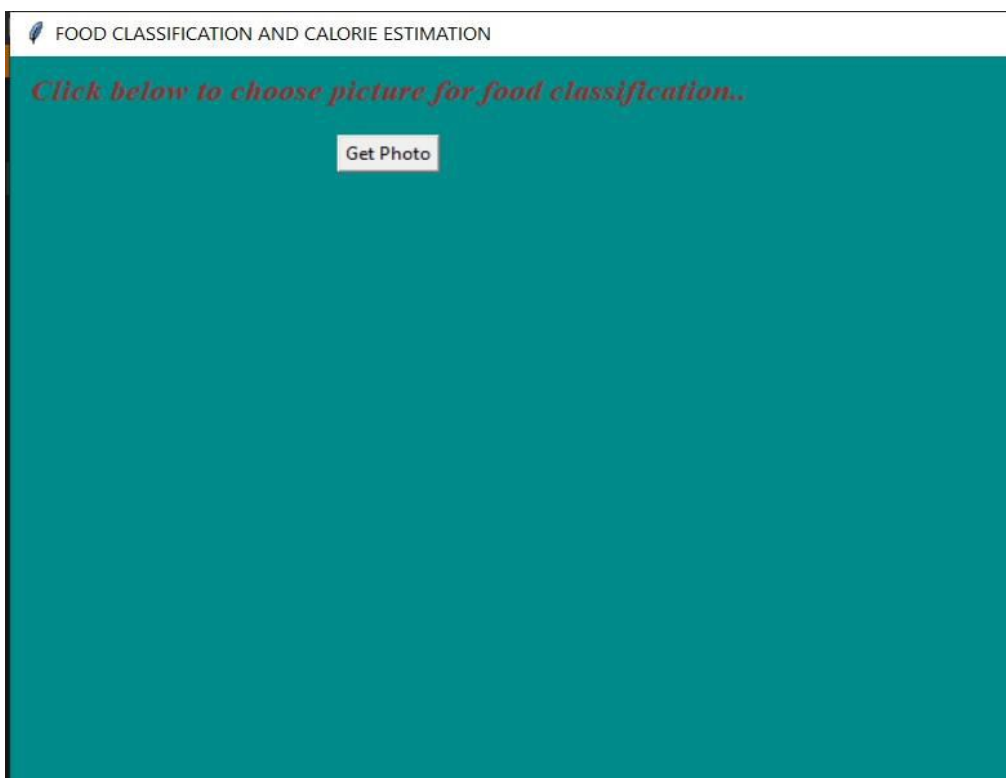 FOOD CLASSIFICATION AND CALORIE ESTIMATION
Click below to choose picture for food classification..
Get Photo